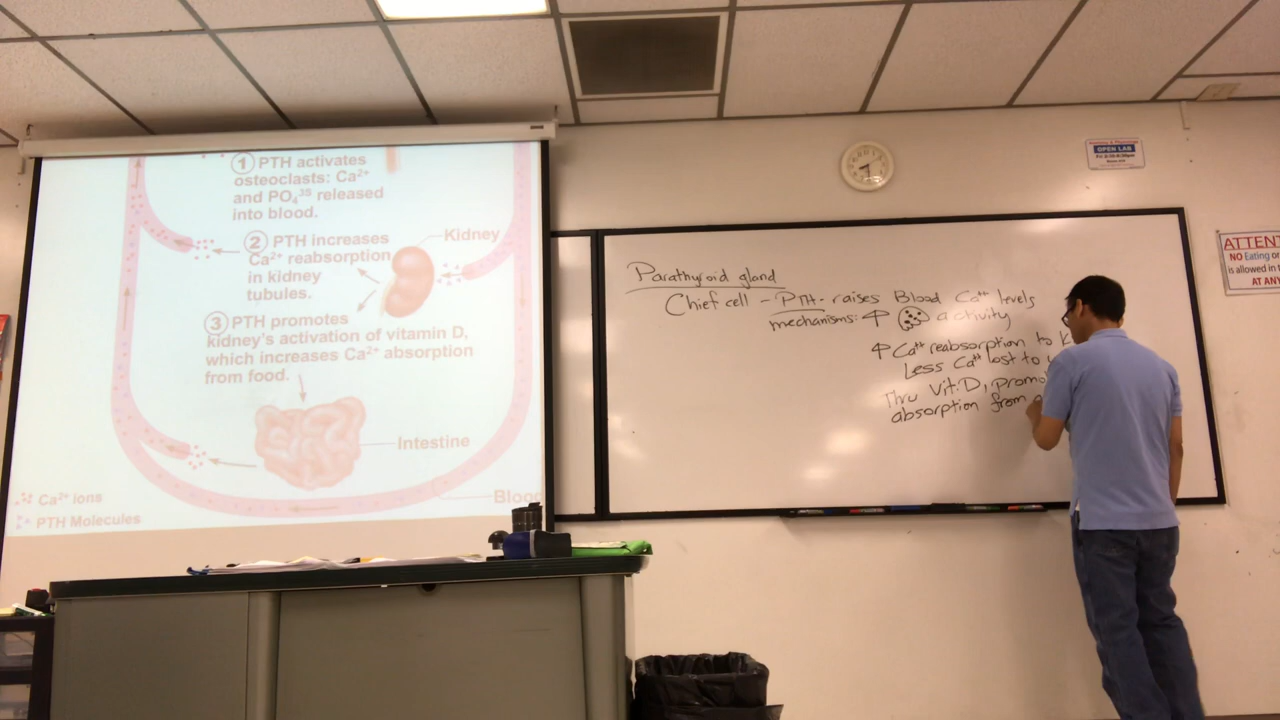 ① PTH activates
osteoclasts: Ca²⁺
and PO₄³S released
into blood.
② PTH increases
Ca²⁺ reabsorption
in kidney
tubules.
Kidney
③ PTH promotes
kidney's activation of vitamin D,
which increases Ca²⁺ absorption
from food.
Intestine
Blood
Ca²⁺ ions
PTH Molecules
Parathyroid gland
Chief cell - PTH - raises Blood Ca⁺⁺ levels
mechanisms: ↑ activity
↑ Ca⁺⁺ reabsorption to K
Less Ca⁺⁺ lost to
Thru Vit. D, promo
absorption from
OPEN LAB
ATTENT
NO Eating or
is allowed in t
AT ANY